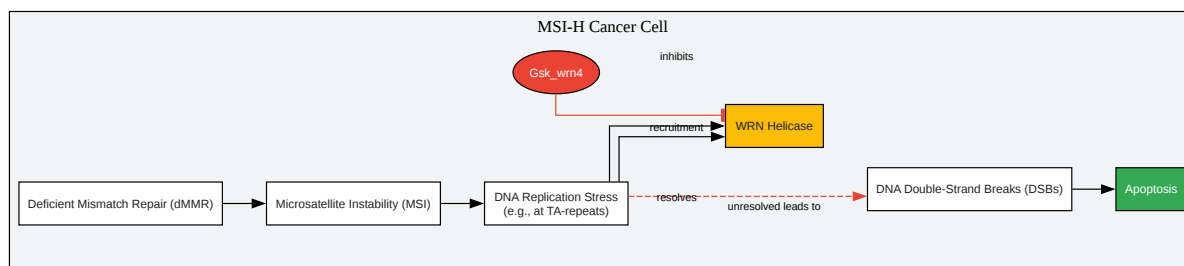 MSI-H Cancer Cell
inhibits
Gsk_wrn4
WRN Helicase
recruitment
Deficient Mismatch Repair (dMMR)
Microsatellite Instability (MSI)
DNA Replication Stress
(e.g., at TA-repeats)
resolves
unresolved leads to
DNA Double-Strand Breaks (DSBs)
Apoptosis